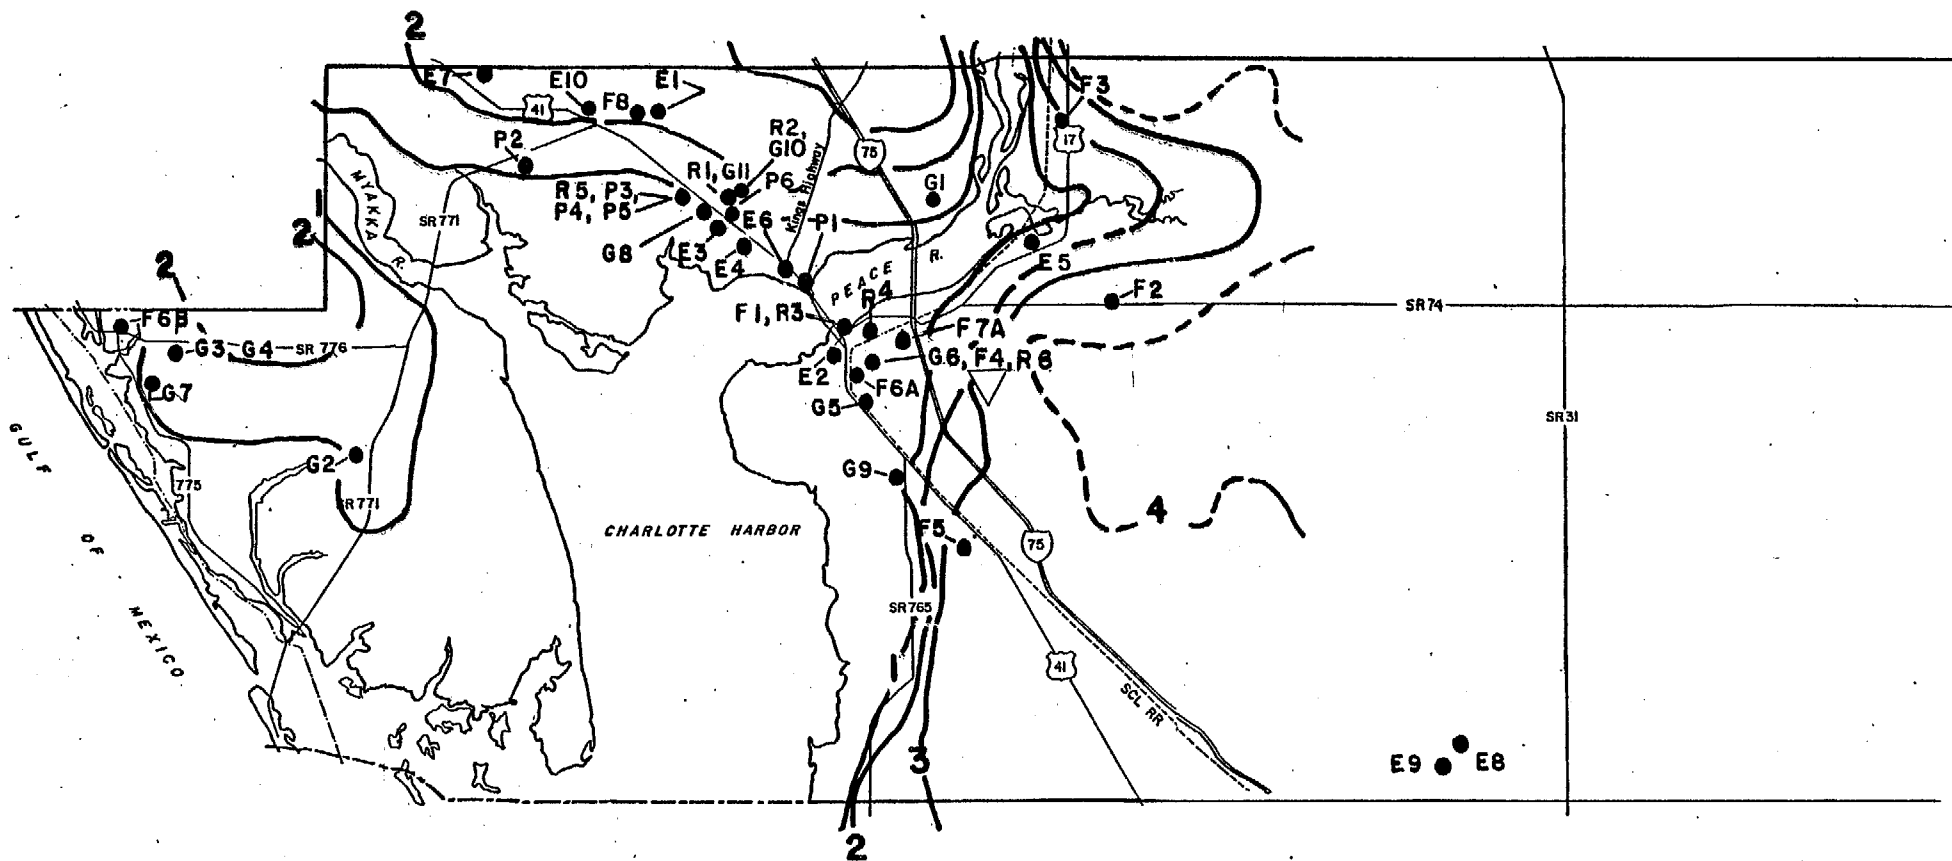 2
E7
E10
E1
41
F8
F3
P2
R2,
G10
75
17
R1, G11
P6
Kings Highway
MYAKKA R.
R5, P3,
P4, P5
G1
1
SR 771
E6
P1
2
G8
E3
E4
E5
2
PEACE R.
R4
F2
SR74
F1, R3
F6B
F7A
G3
G4
SR 776
G6, F4, R6
E2
F6A
G7
G5
SR31
GULF OF MEXICO
G2
G9
775
SR 771
4
CHARLOTTE HARBOR
F5
75
SR765
1
41
SCL RR
3
E9
E8
2